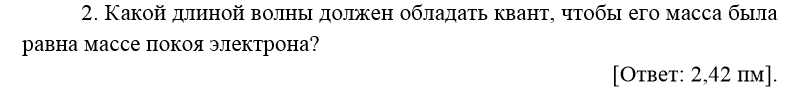 2. Какой длиной волны должен обладать квант, чтобы его масса была
равна массе покоя электрона?
[Ответ: 2,42 пм].